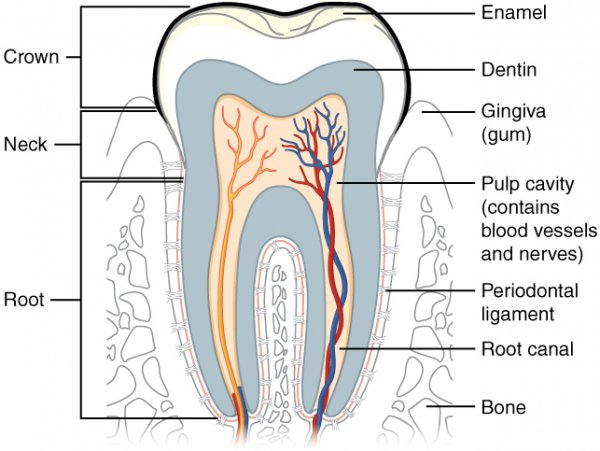 Crown
Neck
Root
Enamel
Dentin
Gingiva
(gum)
Pulp cavity
(contains
blood vessels
and nerves)
Periodontal
ligament
Root canal
Bone